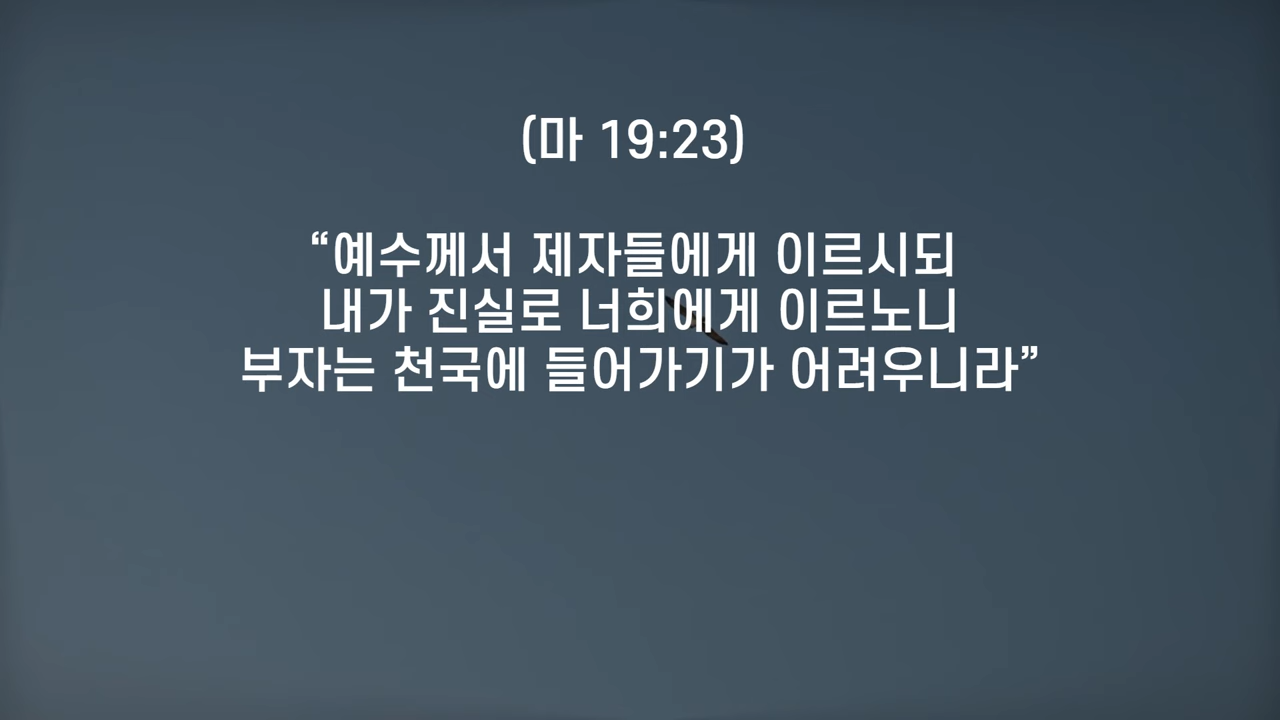 (마 19:23)
“예수께서 제자들에게 이르시되
내가 진실로 너희에게 이르노니
부자는 천국에 들어가기가 어려우니라”